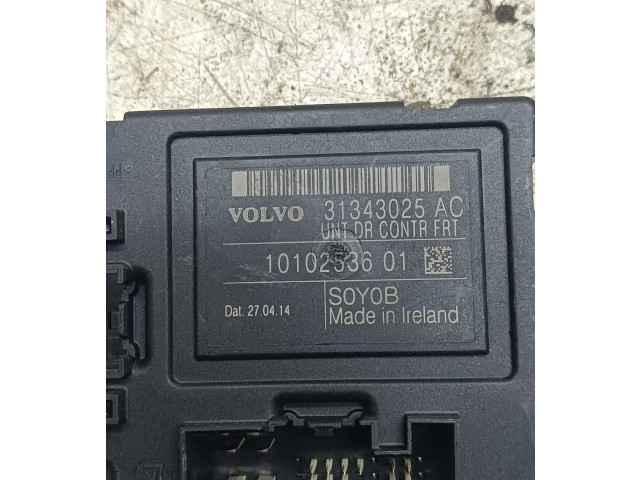 VOLVO 31343025 AC
UNT DR CONTR FRT
10102536 01
Dat. 27.04.14
S0Y0B
Made in Ireland